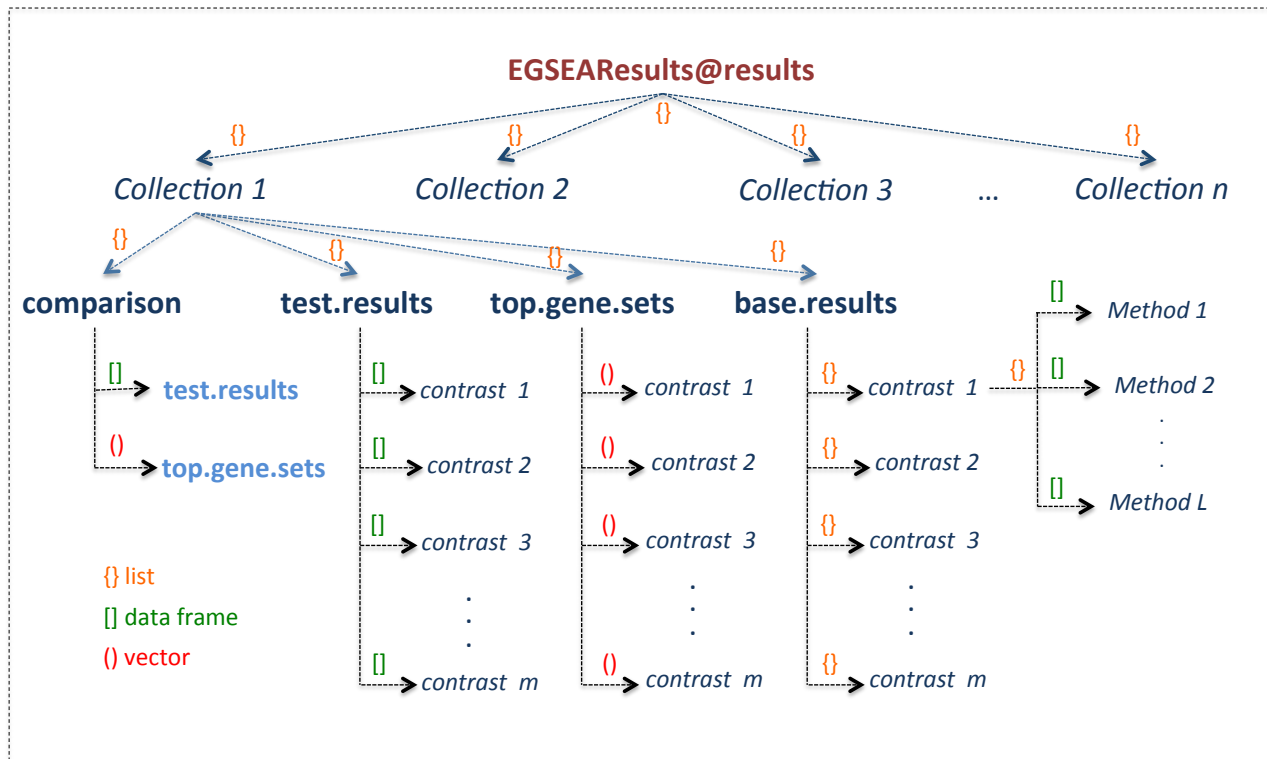 EGSEAResults@results
{} {} {} {} {}
Collection 1 Collection 2 Collection 3 ... Collection n
{} {} {} {}
comparison test.results top.gene.sets base.results
[] Method 1
[] test.results [] contrast 1 () contrast 1 {} contrast 1 {} [] Method 2
. . .
() top.gene.sets [] contrast 2 () contrast 2 {} contrast 2
[] Method L
[] contrast 3 () contrast 3 {} contrast 3
{} list
. . . . . . . . .
[] data frame
() vector
[] contrast m () contrast m {} contrast m